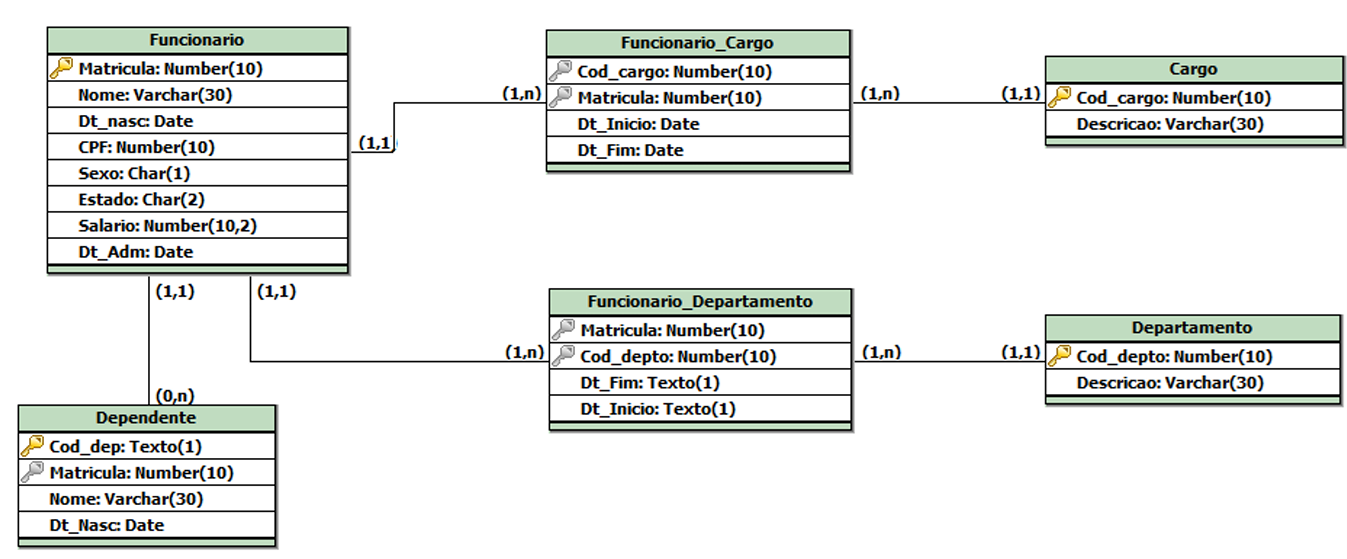 Funcionario
Matricula: Number(10)
Nome: Varchar(30)
Dt_nasc: Date
CPF: Number(10)
Sexo: Char(1)
Estado: Char(2)
Salario: Number(10,2)
Dt_Adm: Date
(1,1)
(1,n)
Funcionario_Cargo
Cod_cargo: Number(10)
Matricula: Number(10)
Dt_Inicio: Date
Dt_Fim: Date
(1,n)
(1,1)
Cargo
Cod_cargo: Number(10)
Descricao: Varchar(30)
(1,1)
(1,1)
(1,n)
Funcionario_Departamento
Matricula: Number(10)
Cod_depto: Number(10)
Dt_Fim: Texto(1)
Dt_Inicio: Texto(1)
(1,n)
(1,1)
Departamento
Cod_depto: Number(10)
Descricao: Varchar(30)
(0,n)
Dependente
Cod_dep: Texto(1)
Matricula: Number(10)
Nome: Varchar(30)
Dt_Nasc: Date